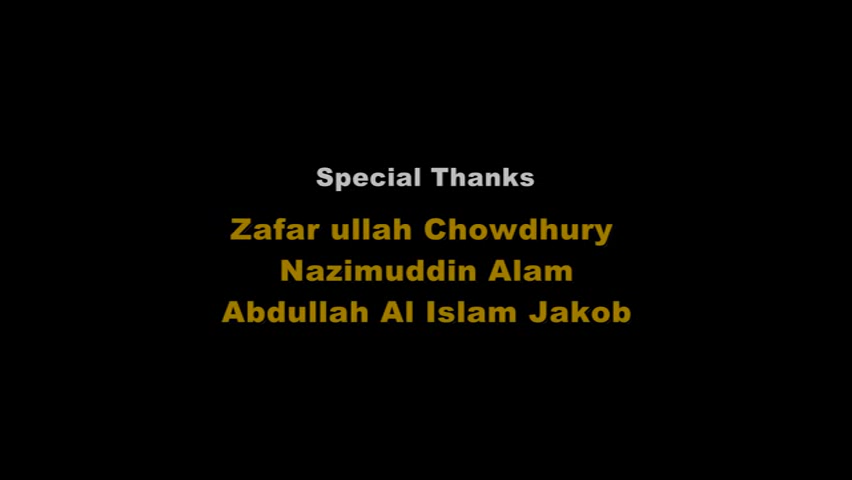 Special Thanks
Zafar ullah Chowdhury
Nazimuddin Alam
Abdullah Al Islam Jakob